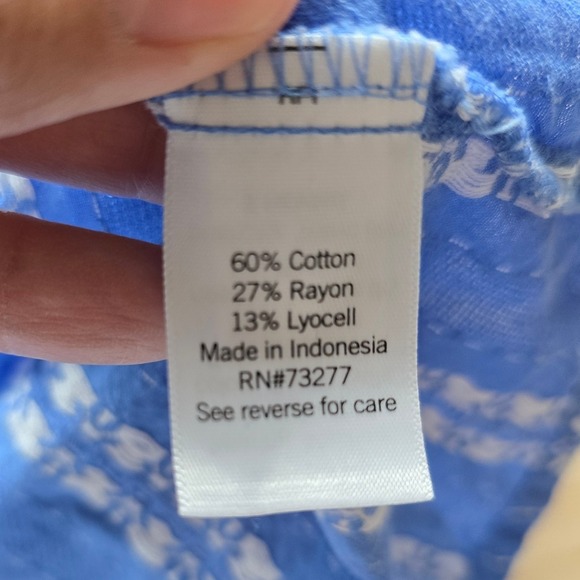 60% Cotton
27% Rayon
13% Lyocell
Made in Indonesia
RN#73277
See reverse for care